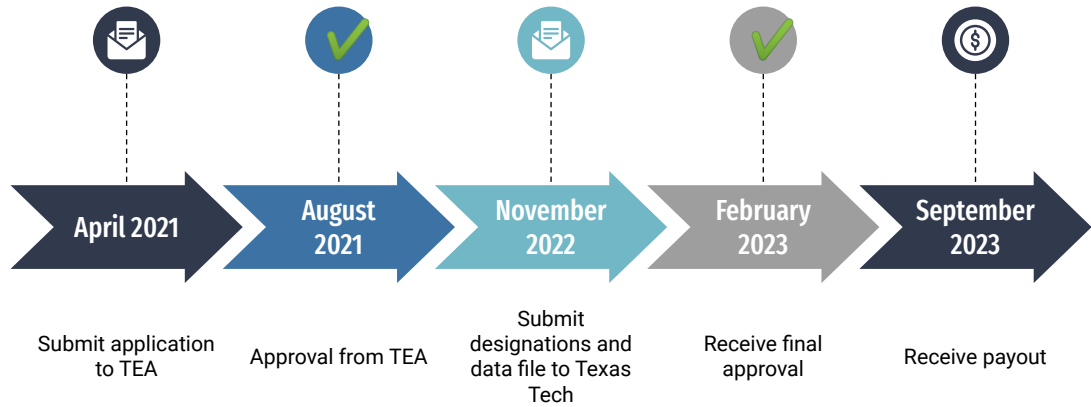 April 2021
August
2021
November
2022
February
2023
September
2023
Submit application
to TEA
Approval from TEA
Submit
designations and
data file to Texas
Tech
Receive final
approval
Receive payout